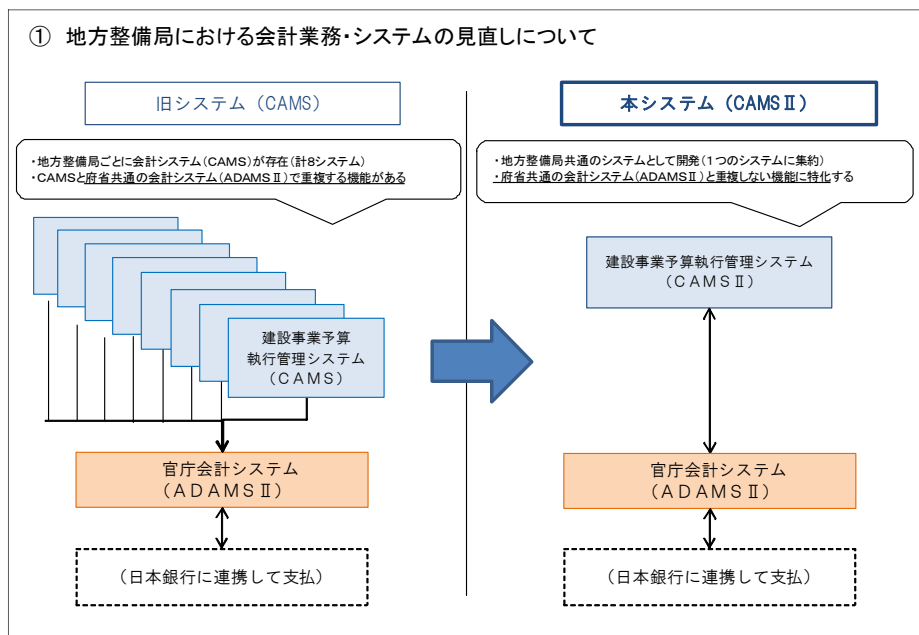 ① 地方整備局における会計業務・システムの見直しについて
旧システム（CAMS）
・地方整備局ごとに会計システム（CAMS）が存在（計8システム）
・CAMSと府省共通の会計システム（ADAMSⅡ）で重複する機能がある
建設事業予算
執行管理システム
（ＣＡＭＳ）
官庁会計システム
（ＡＤＡＭＳⅡ）
（日本銀行に連携して支払）
本システム（CAMSⅡ）
・地方整備局共通のシステムとして開発（１つのシステムに集約）
・府省共通の会計システム（ADAMSⅡ）と重複しない機能に特化する
建設事業予算執行管理システム
（ＣＡＭＳⅡ）
官庁会計システム
（ＡＤＡＭＳⅡ）
（日本銀行に連携して支払）